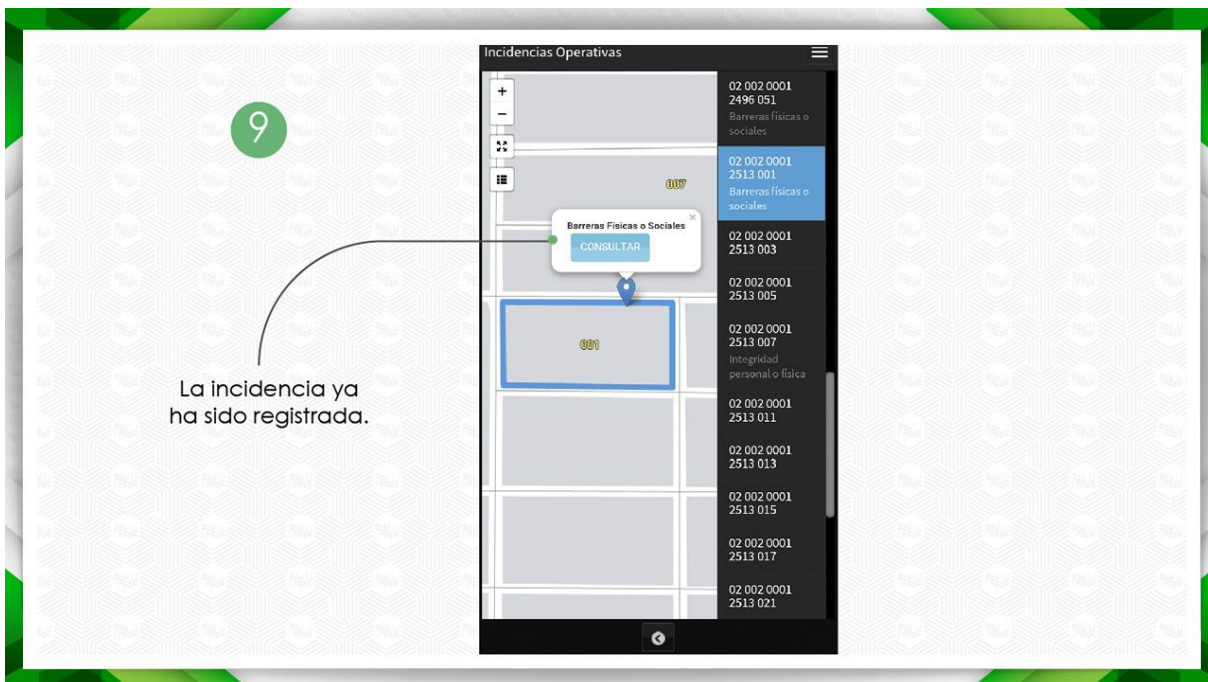 Incidencias Operativas
9
+
−
007
Barreras Físicas o Sociales
×
CONSULTAR
001
La incidencia ya
ha sido registrada.
02 002 0001
2496 051
Barreras físicas o
sociales
02 002 0001
2513 001
Barreras físicas o
sociales
02 002 0001
2513 003
02 002 0001
2513 005
02 002 0001
2513 007
Integridad
personal o física
02 002 0001
2513 011
02 002 0001
2513 013
02 002 0001
2513 015
02 002 0001
2513 017
02 002 0001
2513 021